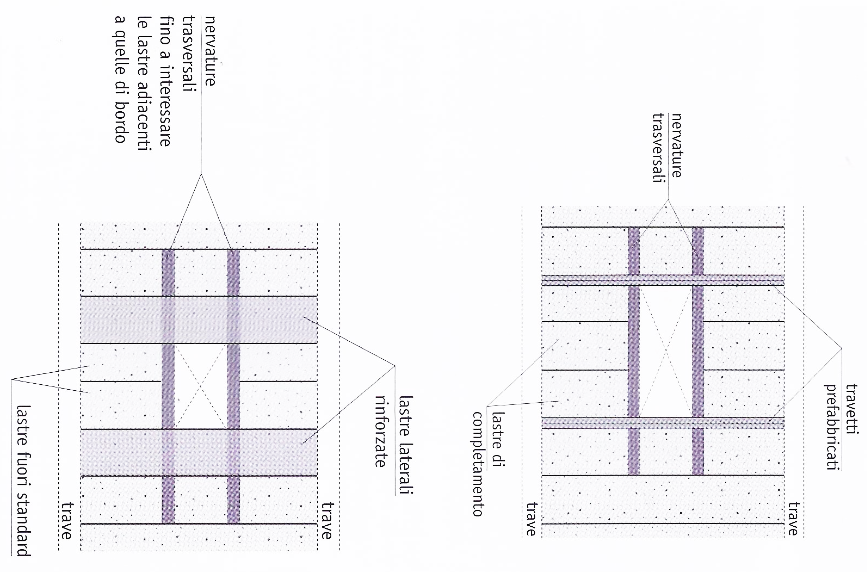 nervature
trasversali
fino a interessare
le lastre adiacenti
a quelle di bordo
lastre laterali
rinforzate
lastre fuori standard
trave
trave
nervature
trasversali
travetti
prefabbricati
lastre di
completamento
trave
trave